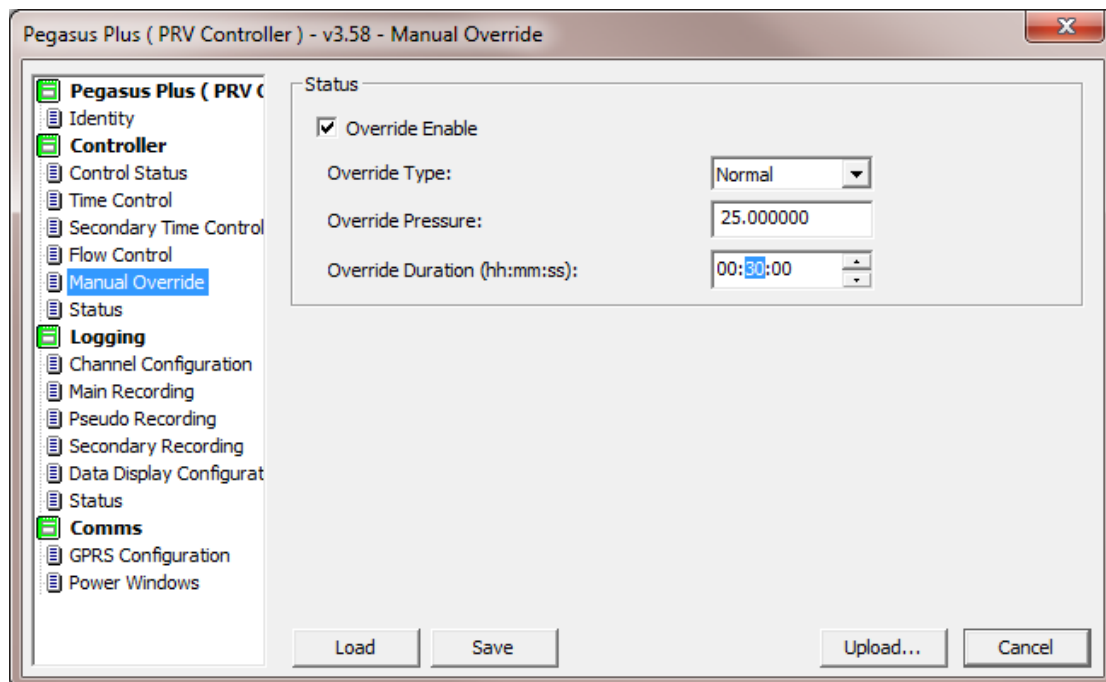 Pegasus Plus ( PRV Controller ) - v3.58 - Manual Override
Pegasus Plus ( PRV C
Identity
Controller
Control Status
Time Control
Secondary Time Control
Flow Control
Manual Override
Status
Logging
Channel Configuration
Main Recording
Pseudo Recording
Secondary Recording
Data Display Configurat
Status
Comms
GPRS Configuration
Power Windows
Status
Override Enable
Override Type: Normal
Override Pressure: 25.000000
Override Duration (hh:mm:ss): 00:30:00
Load Save Upload... Cancel